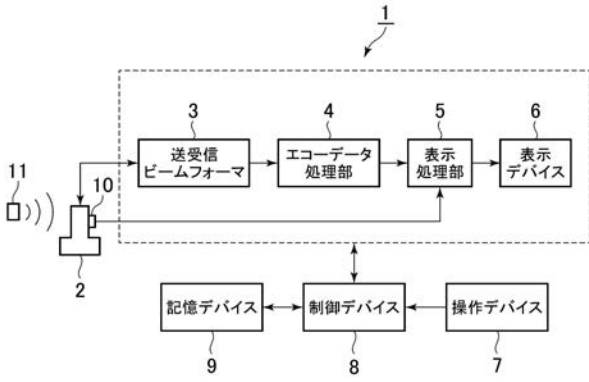 1
3
4
5
6
送受信
ビームフォーマ
エコーデータ
処理部
表示
処理部
表示
デバイス
11
10
2
記憶デバイス
制御デバイス
操作デバイス
9
8
7